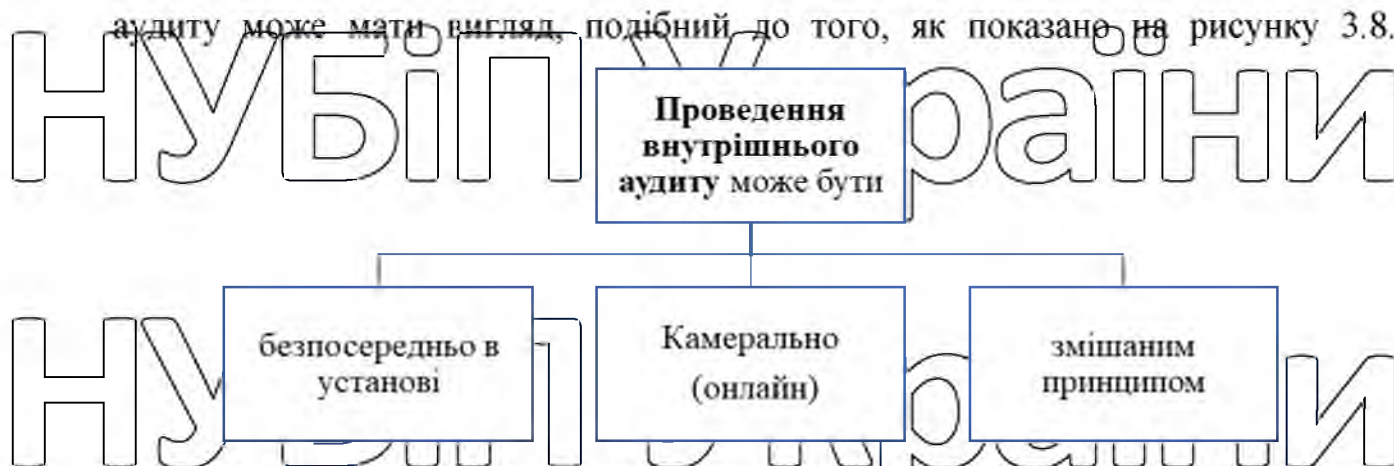 аудиту може мати вигляд, подібний до того, як показано на рисунку 3.8.
НУБіП України
Проведення
внутрішнього
аудиту може бути
безпосередньо в
установі
Камерально
(онлайн)
змішаним
принципом
НУБіП України